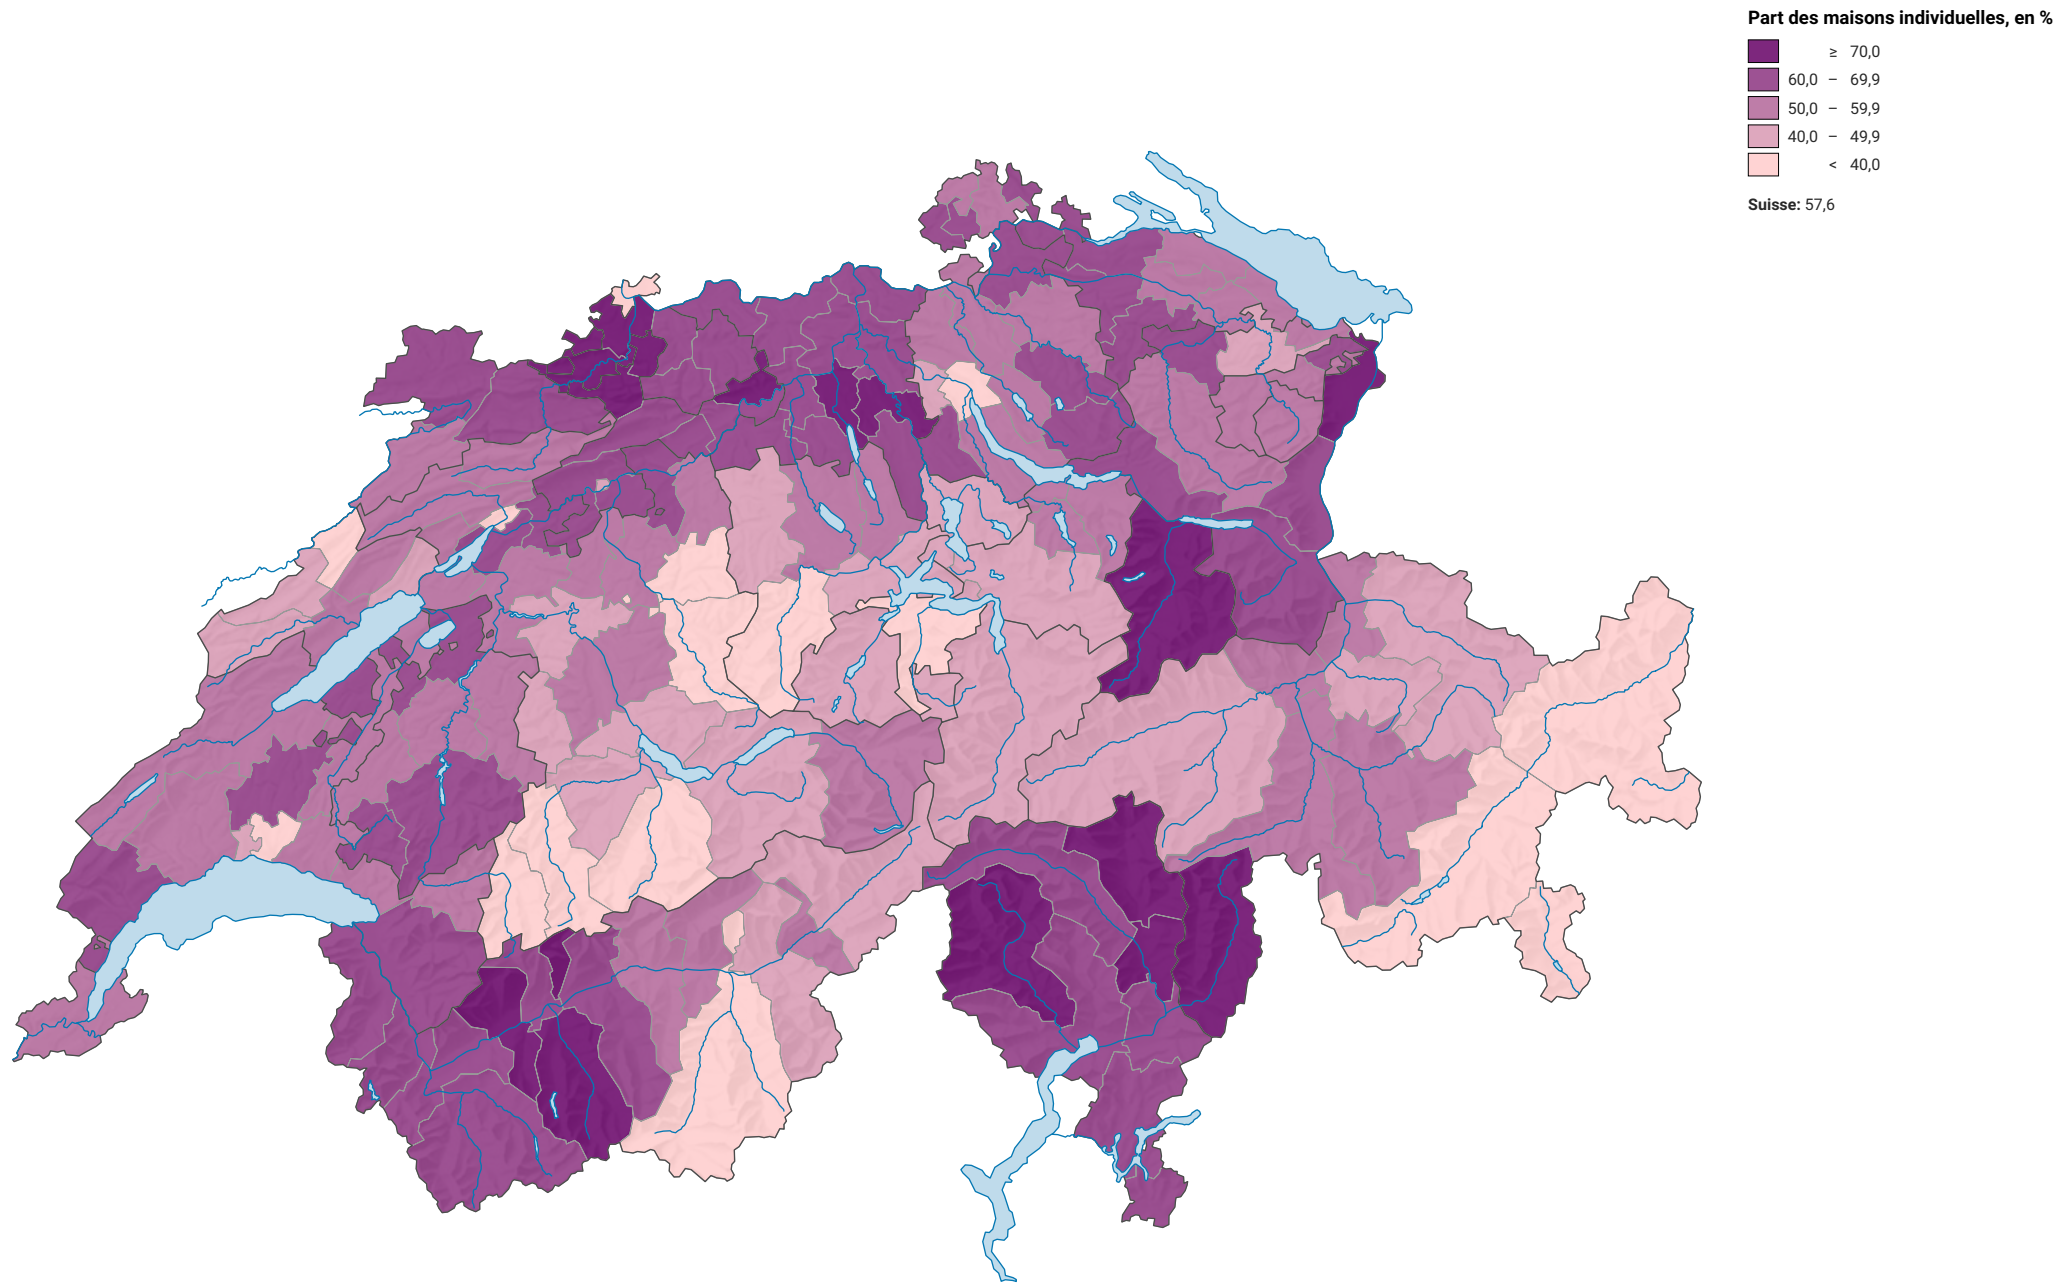 Part des maisons individuelles, en %
≥ 70,0
60,0 – 69,9
50,0 – 59,9
40,0 – 49,9
< 40,0
Suisse: 57,6